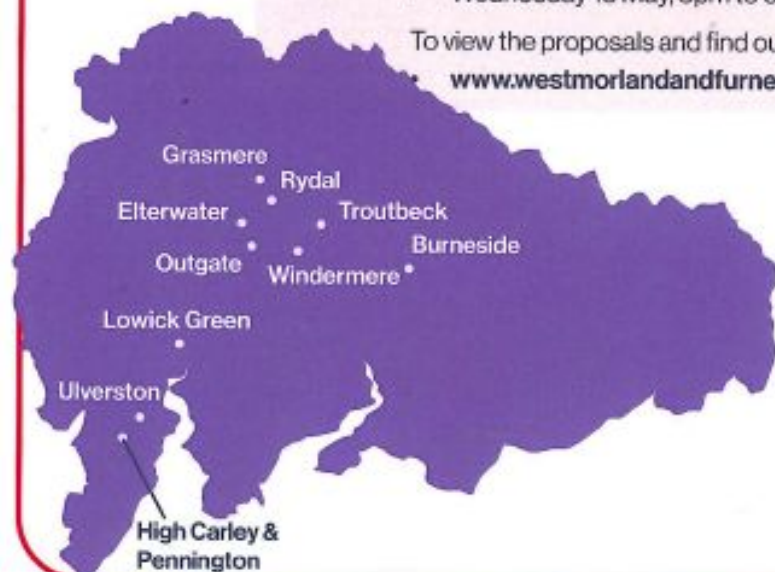 To view the proposals and find ou
www.westmorlandandfurne
Grasmere
Rydal
Elterwater
Troutbeck
Outgate
Windermere
Burneside
Lowick Green
Ulverston
High Carley &
Pennington